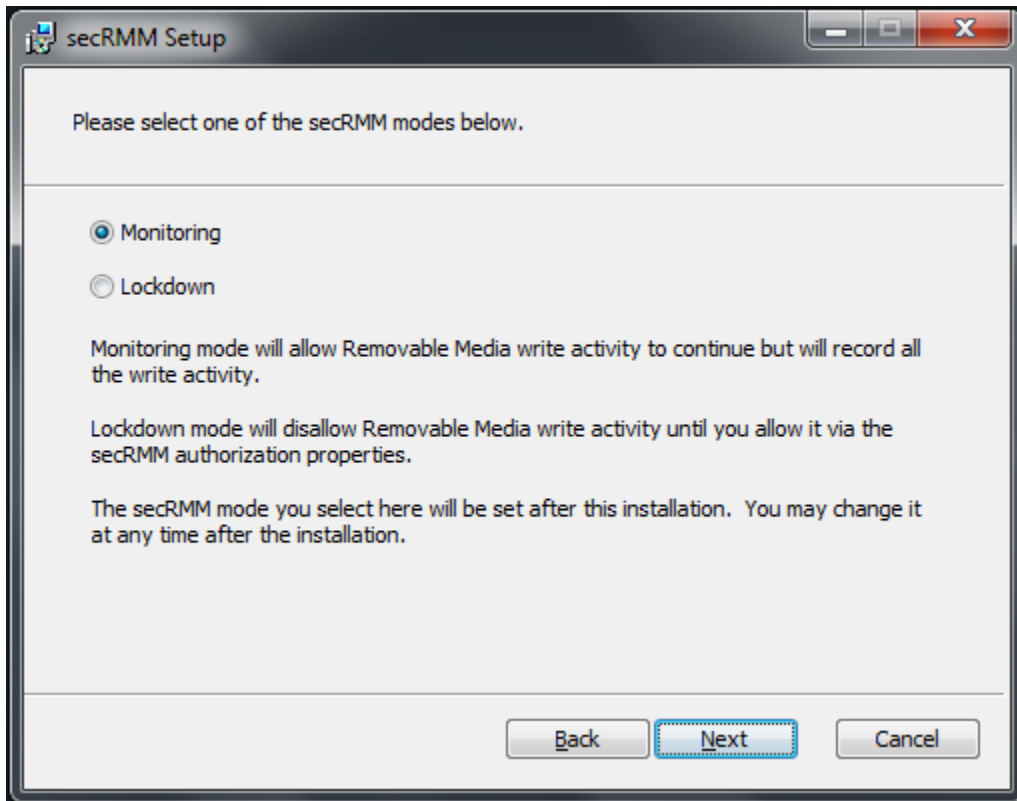 secRMM Setup
Please select one of the secRMM modes below.
Monitoring
Lockdown
Monitoring mode will allow Removable Media write activity to continue but will record all
the write activity.
Lockdown mode will disallow Removable Media write activity until you allow it via the
secRMM authorization properties.
The secRMM mode you select here will be set after this installation.  You may change it
at any time after the installation.
Back
Next
Cancel